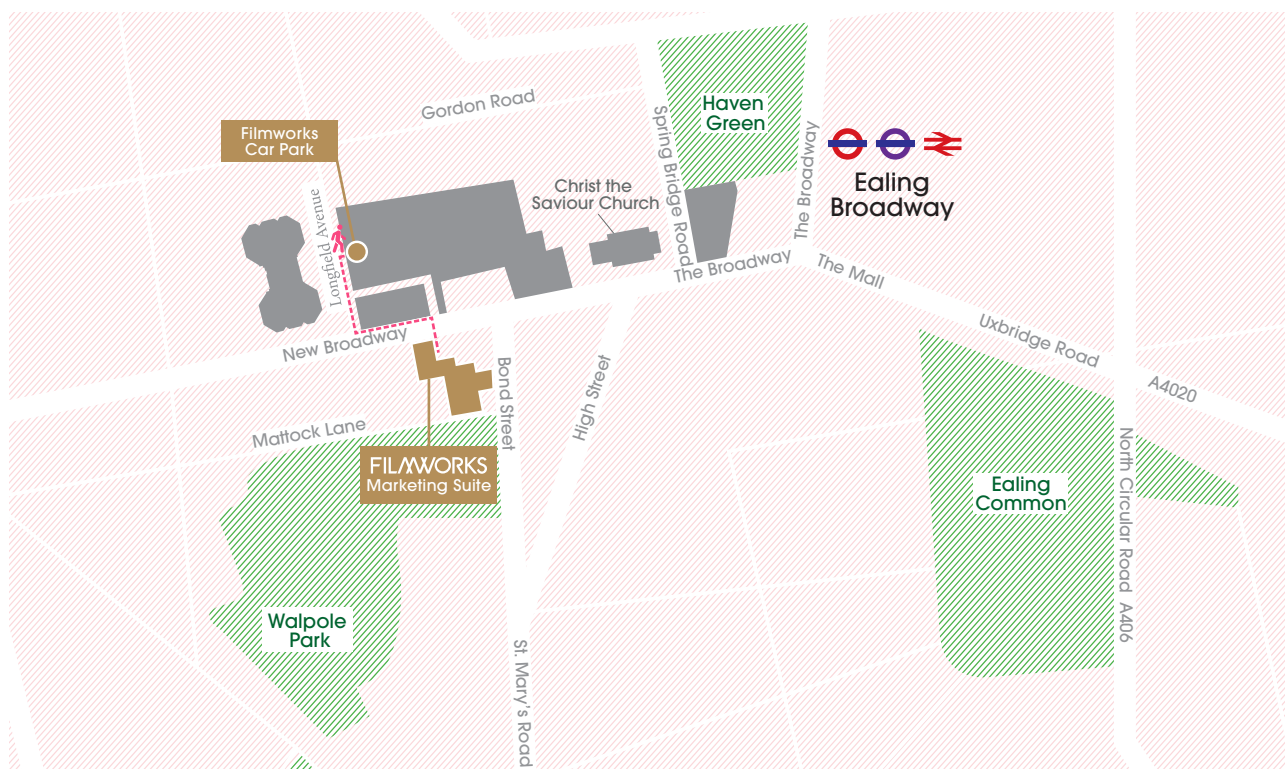 Haven
Green
Gordon Road
Filmworks
Car Park
Spring Bridge Road
The Broadway
Ealing
Broadway
Christ the
Saviour Church
Longfield Avenue
The Broadway
The Mall
Uxbridge Road
A4020
New Broadway
Bond Street
High Street
Mattock Lane
FILMWORKS
Marketing Suite
North Circular Road A406
Ealing
Common
Walpole
Park
St. Mary's Road